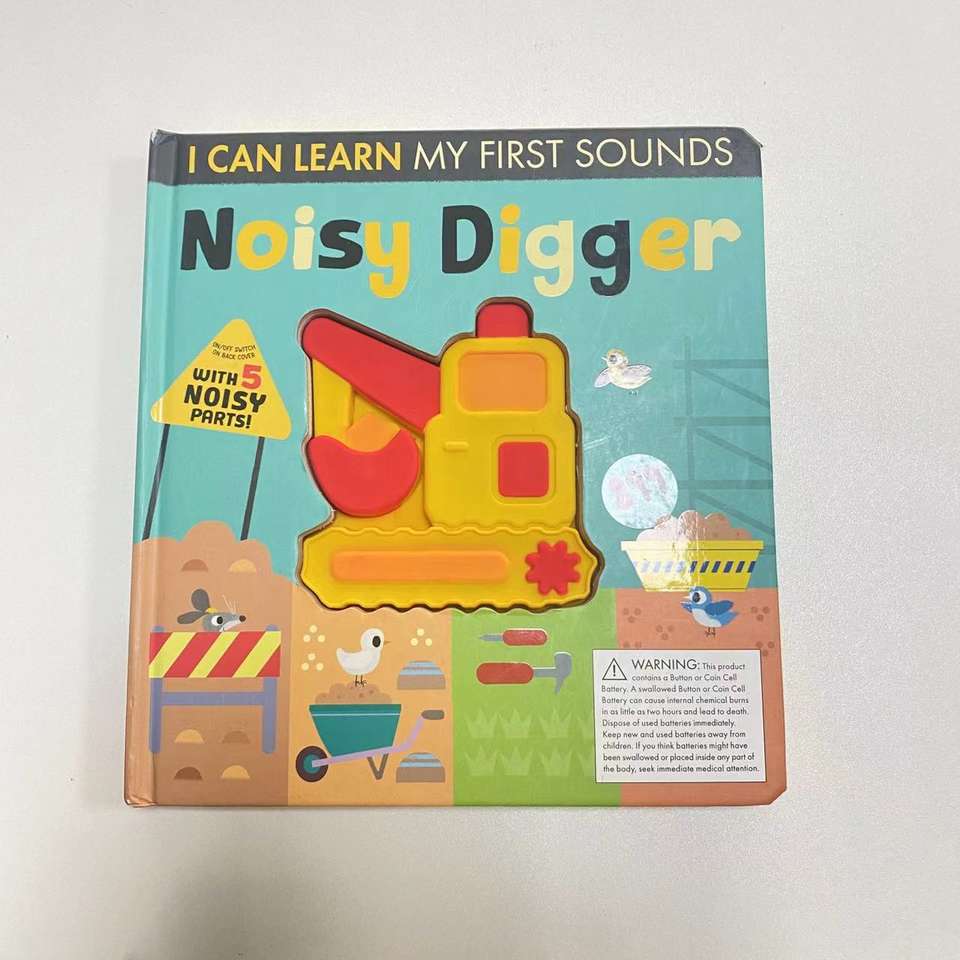 I CAN LEARN MY FIRST SOUNDS
Noisy Digger
ON/OFF SWITCH
ON BACK COVER
WITH 5
NOISY
PARTS!
WARNING: This product
contains a Button or Coin Cell
Battery. A swallowed Button or Coin Cell
Battery can cause internal chemical burns
in as little as two hours and lead to death.
Dispose of used batteries immediately.
Keep new and used batteries away from
children. If you think batteries might have
been swallowed or placed inside any part of
the body, seek immediate medical attention.